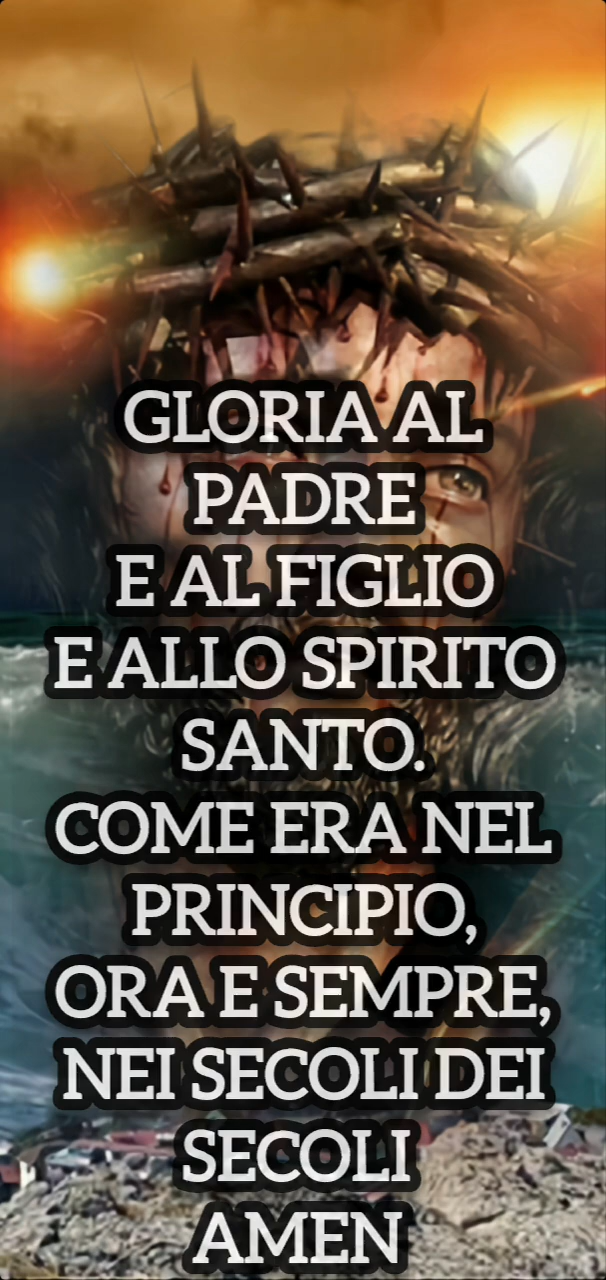 GLORIA AL
PADRE
E AL FIGLIO
E ALLO SPIRITO
SANTO.
COME ERA NEL
PRINCIPIO,
ORA E SEMPRE,
NEI SECOLI DEI
SECOLI
AMEN